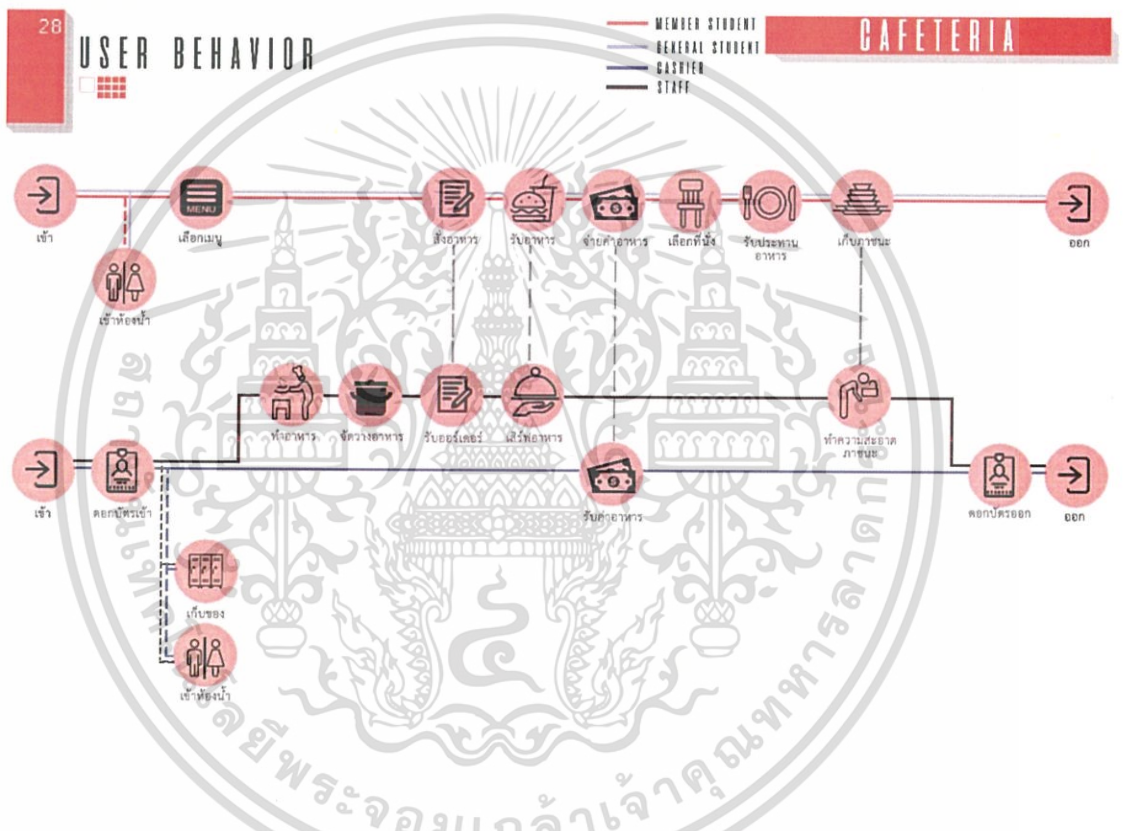 28
USER BEHAVIOR
MEMBER STUDENT
GENERAL STUDENT
CASHIER
STAFF
CAFETERIA
เข้า
MENU
เลือกเมนู
สั่งอาหาร
รับอาหาร
จ่ายค่าอาหาร
เลือกที่นั่ง
รับประทาน
อาหาร
เก็บภาชนะ
ออก
เข้าห้องน้ำ
ทำอาหาร
จัดวางอาหาร
รับออร์เดอร์
เสิร์ฟอาหาร
ทำความสะอาด
ภาชนะ
เข้า
ตอกบัตรเข้า
รับค่าอาหาร
ตอกบัตรออก
ออก
เก็บของ
เข้าห้องน้ำ